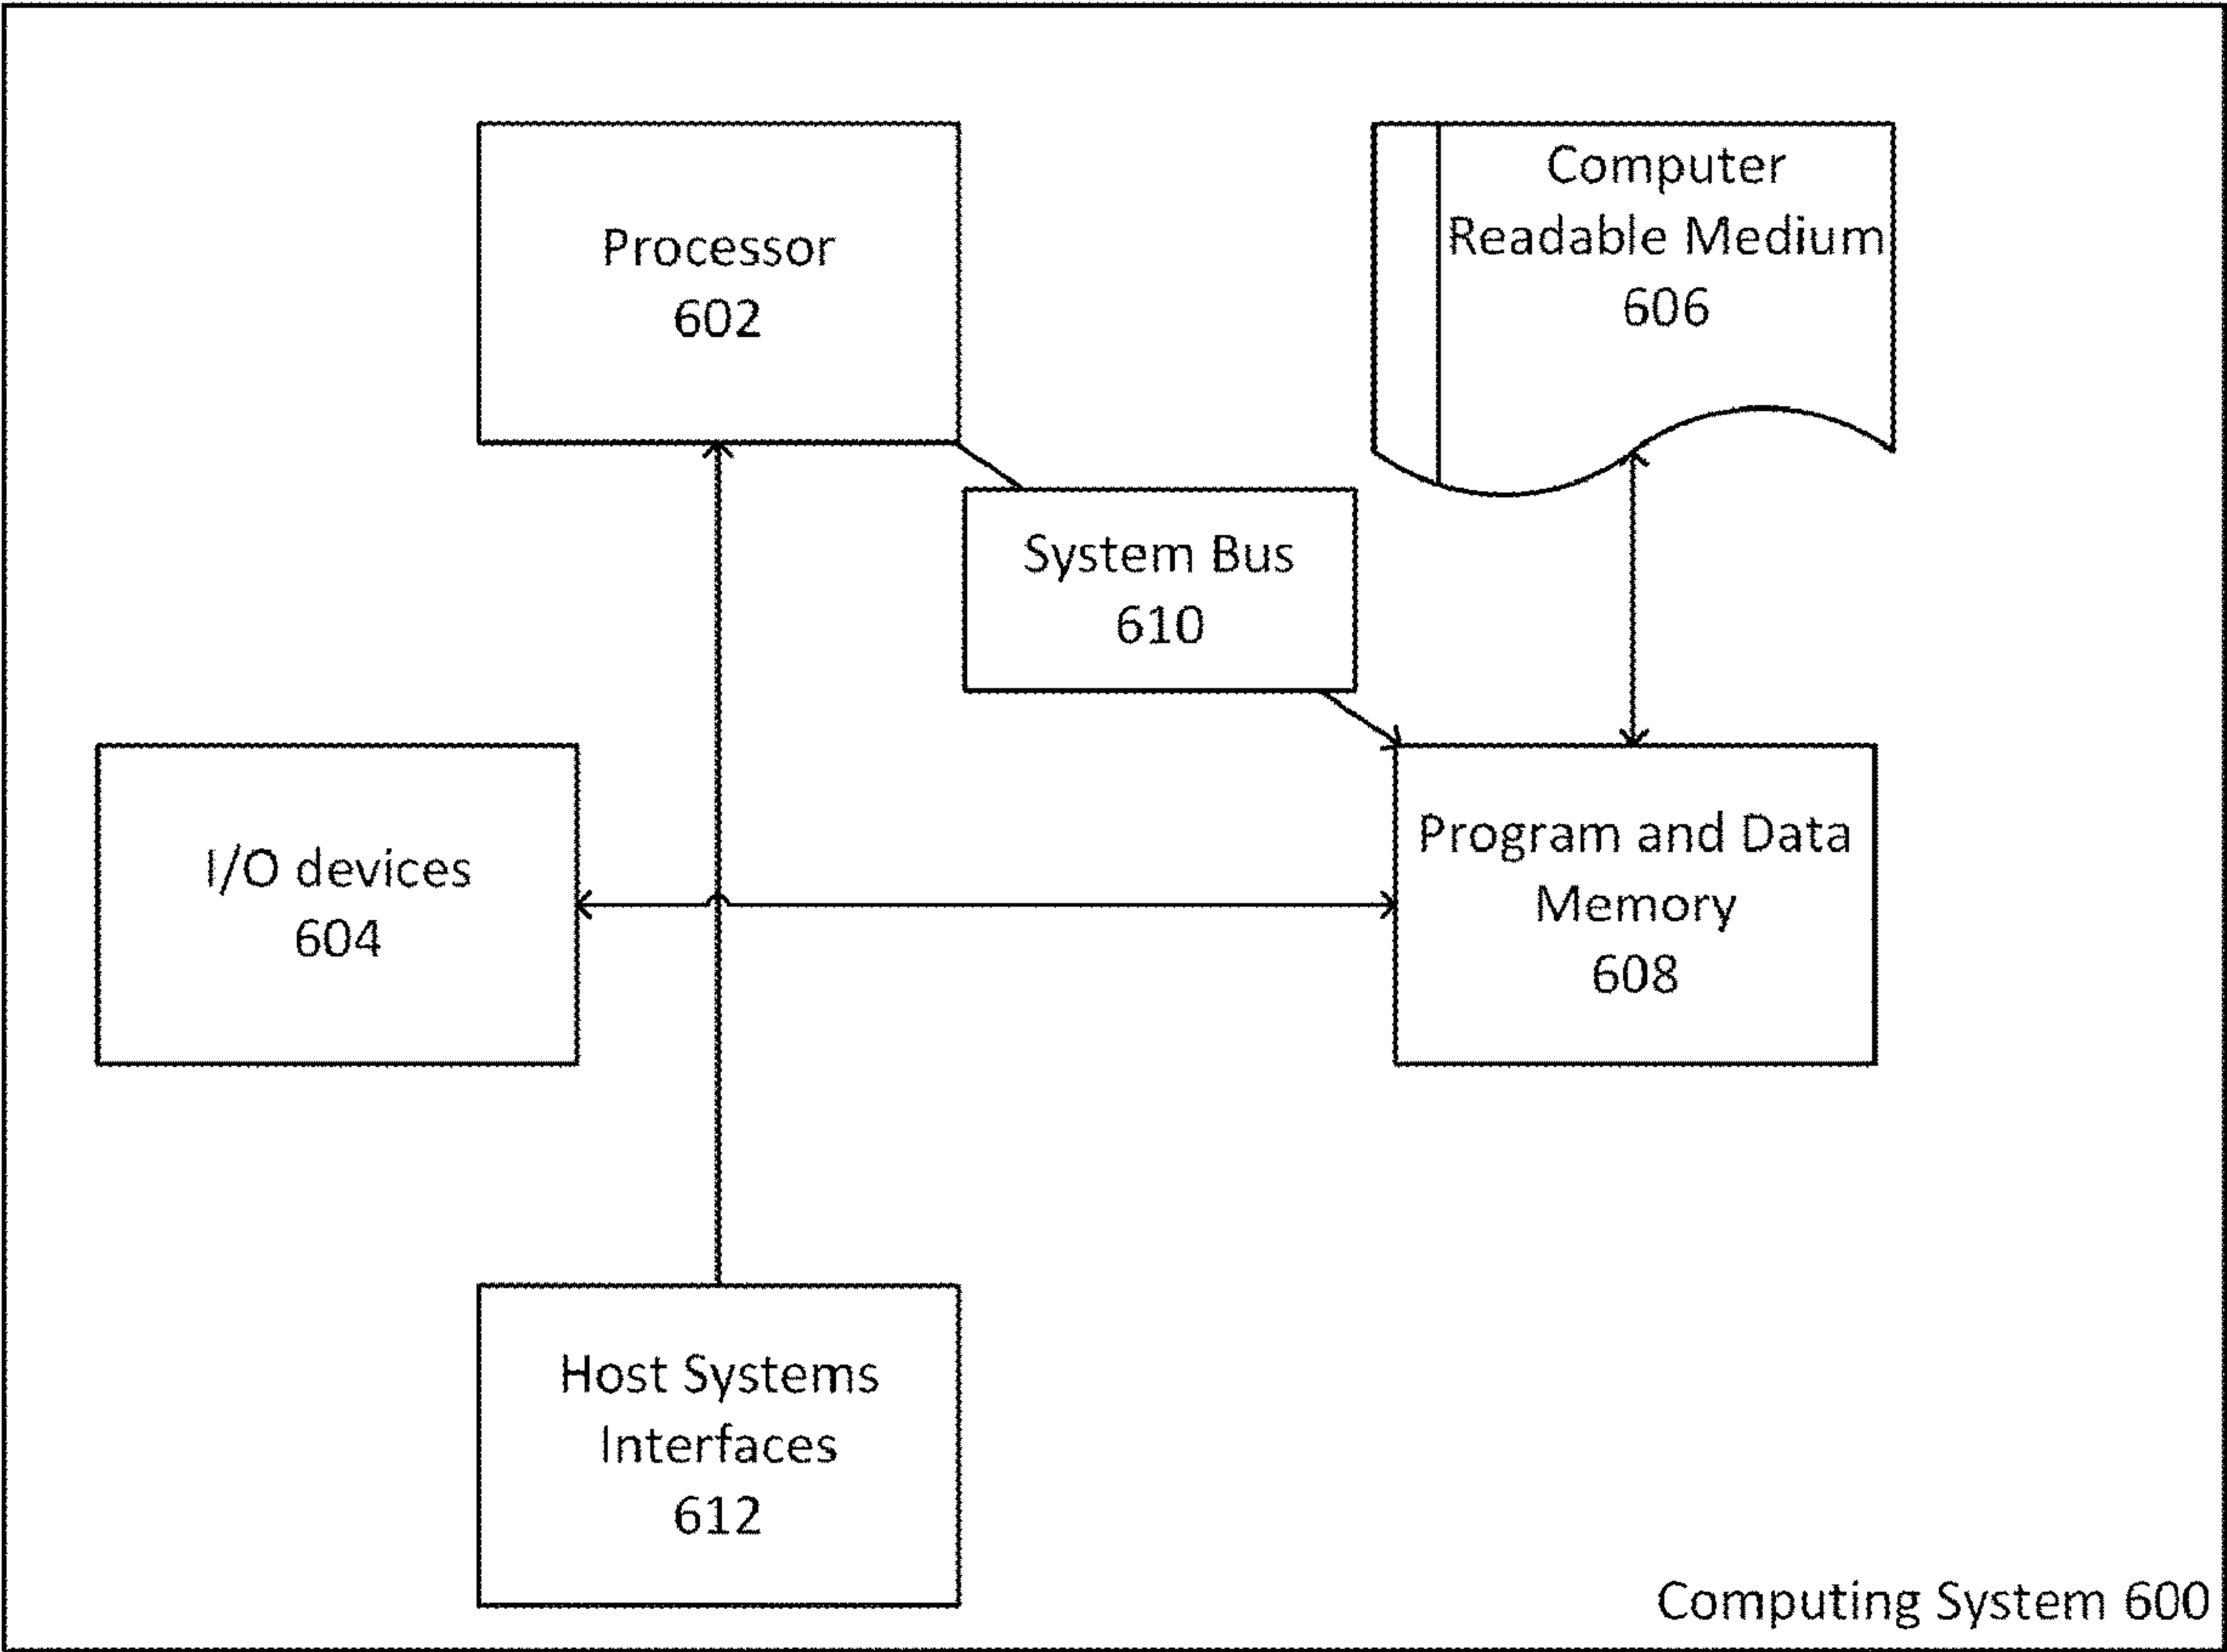 Processor
602
Computer
Readable Medium
606
System Bus
610
I/O devices
604
Program and Data
Memory
608
Host Systems
Interfaces
612
Computing System 600